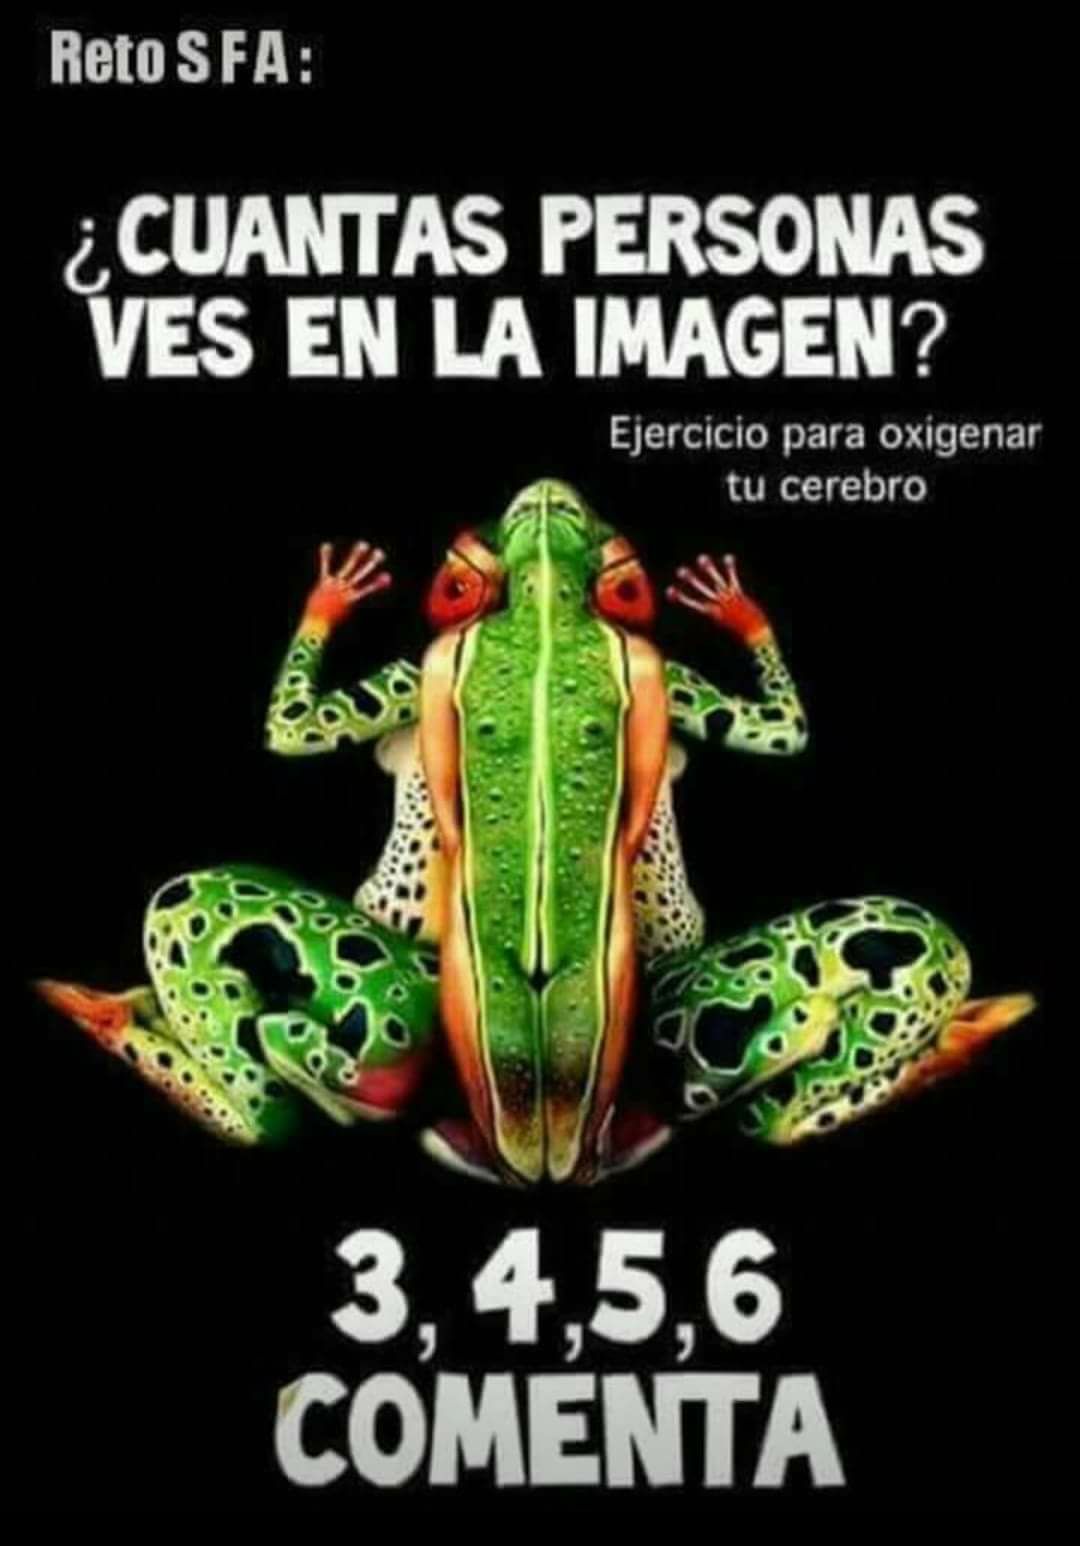 Reto S F A :
¿CUANTAS PERSONAS
VES EN LA IMAGEN?
Ejercicio para oxigenar
tu cerebro
3, 4,5,6
COMENTA